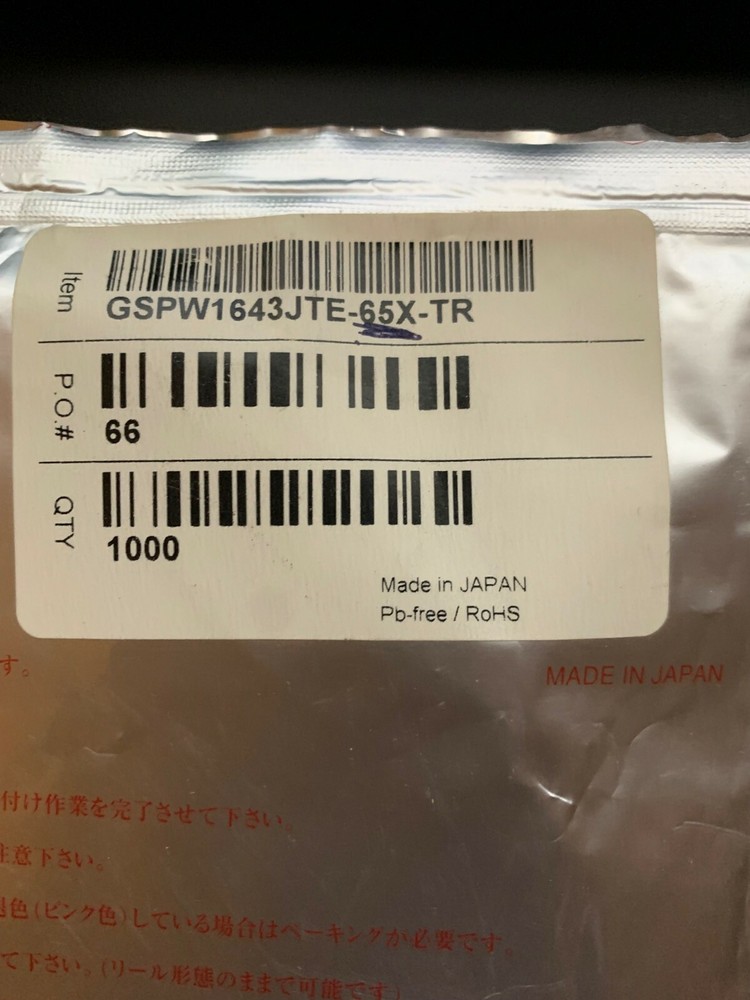 Item
GSPW1643JTE-65X-TR
P.O.#
66
QTY
1000
Made in JAPAN
Pb-free / RoHS
す。
MADE IN JAPAN
付け作業を完了させて下さい。
注意下さい。
退色(ピンク色)している場合はベーキングが必要です。
て下さい。(リール形態のままで可能です)